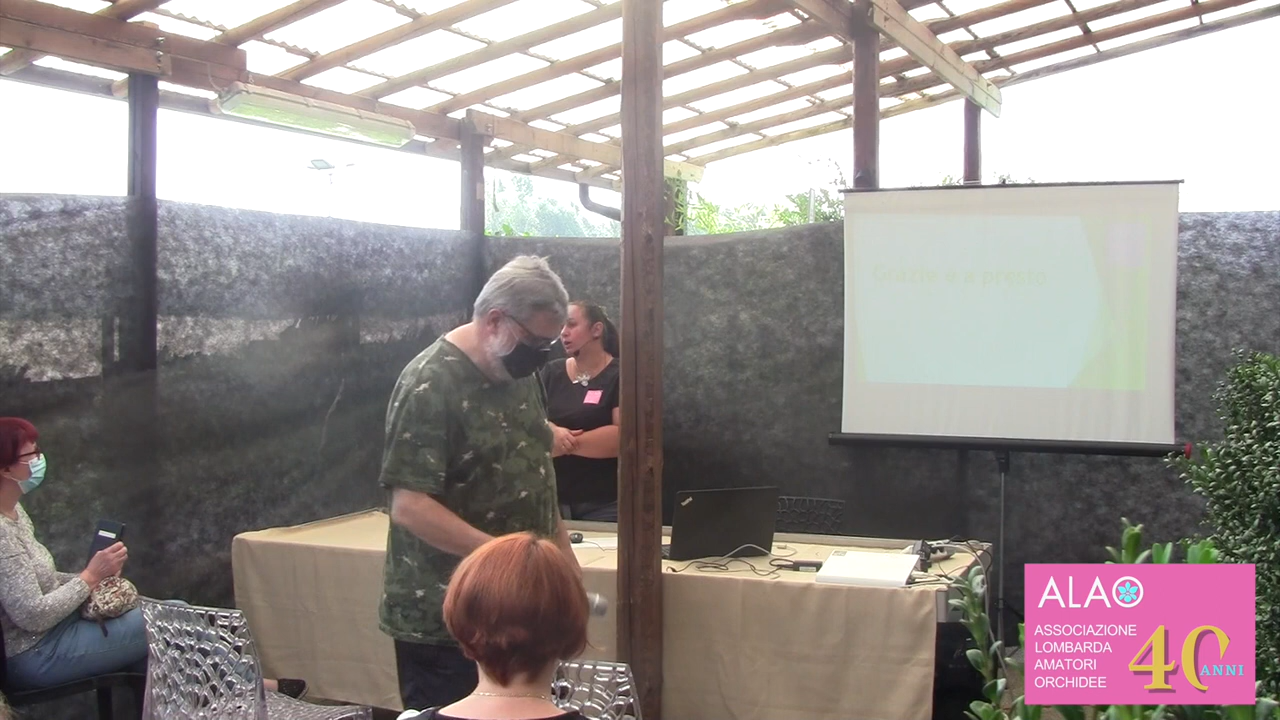 Grazie e a presto
ALAO
ASSOCIAZIONE
LOMBARDA
AMATORI
ORCHIDEE
40
ANNI